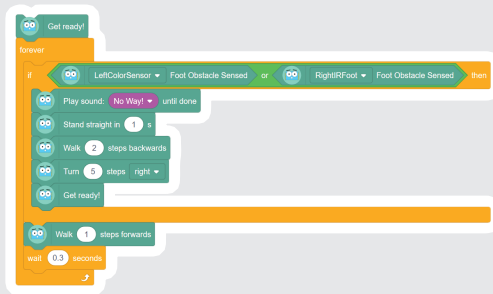 Get ready!
forever
if LeftColorSensor Foot Obstacle Sensed or RightIRFoot Foot Obstacle Sensed then
Play sound: No Way! until done
Stand straight in 1 s
Walk 2 steps backwards
Turn 5 steps right
Get ready!
Walk 1 steps forwards
wait 0.3 seconds